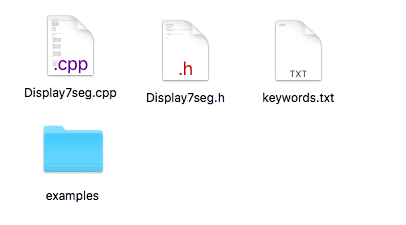 .cpp
.h
TXT
Display7seg.cpp
Display7seg.h
keywords.txt
examples